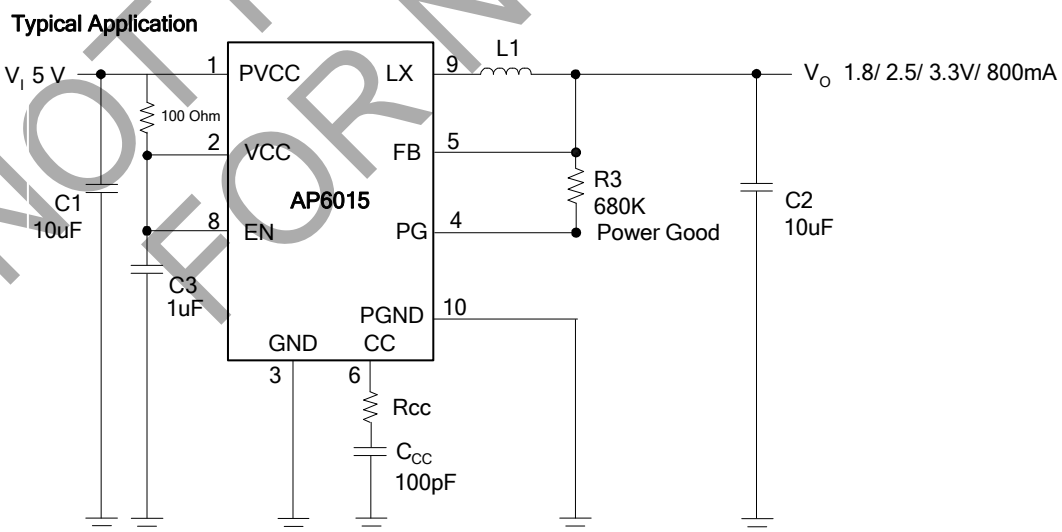 Typical Application
V_I 5 V
1
PVCC
LX
9
L1
V_O 1.8/ 2.5/ 3.3V/ 800mA
100 Ohm
2
VCC
FB
5
C1
10uF
AP6015
R3
680K
C2
10uF
8
EN
PG
4
Power Good
C3
1uF
PGND
10
GND
CC
3
6
Rcc
C_CC
100pF
NOT
FOR N